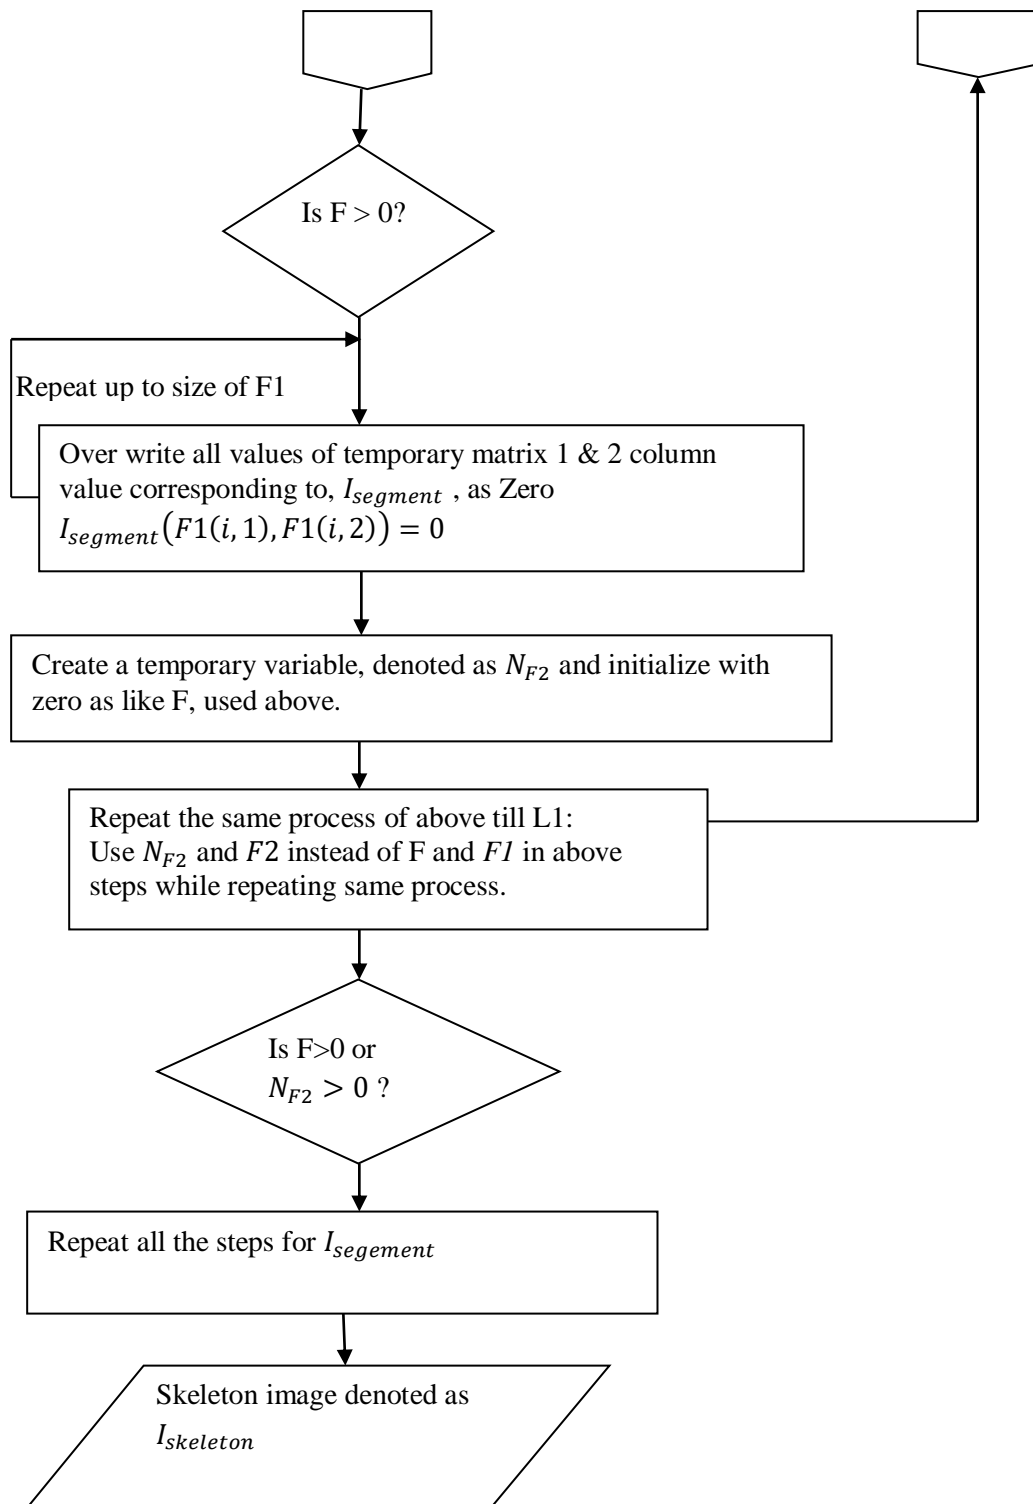 Is F > 0?
Repeat up to size of F1
Over write all values of temporary matrix 1 & 2 column
value corresponding to, I_segment , as Zero
I_segment(F1(i, 1), F1(i, 2)) = 0
Create a temporary variable, denoted as N_F2 and initialize with
zero as like F, used above.
Repeat the same process of above till L1:
Use N_F2 and F2 instead of F and F1 in above
steps while repeating same process.
Is F>0 or
N_F2 > 0 ?
Repeat all the steps for I_segement
Skeleton image denoted as
I_skeleton